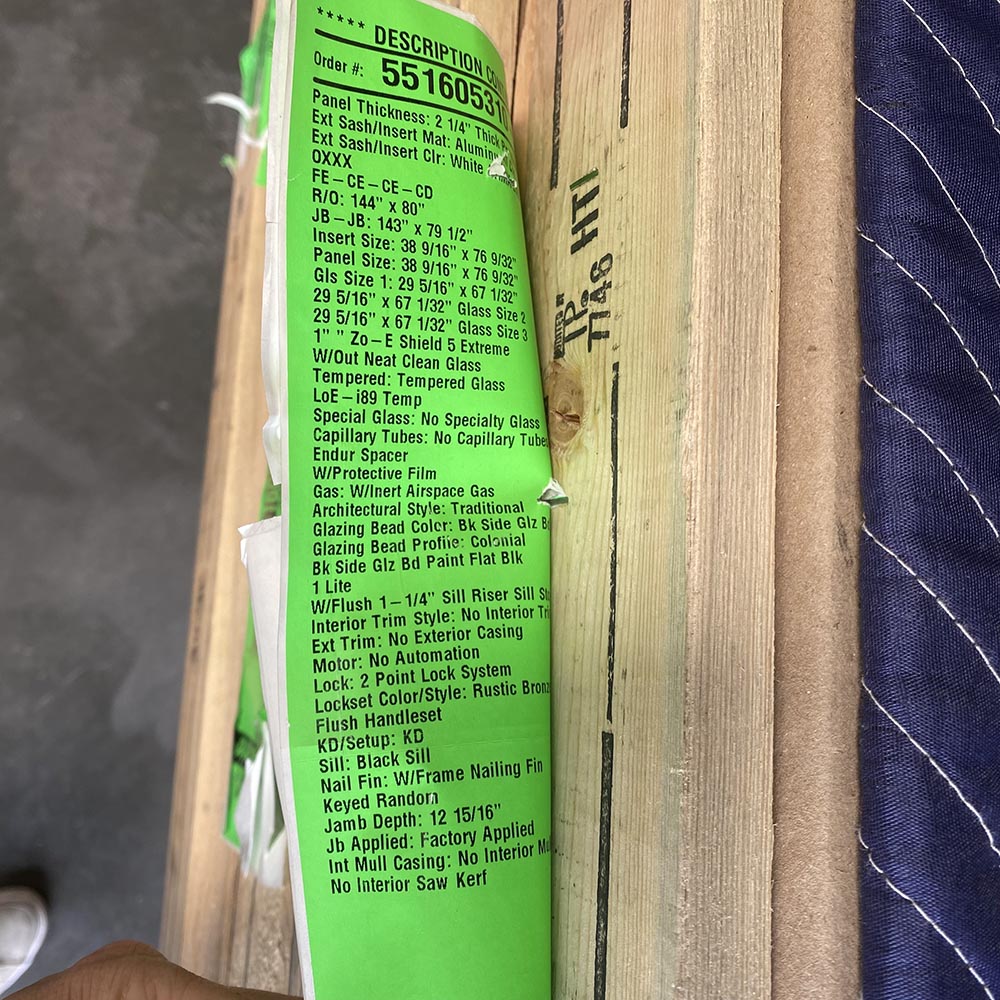 ***** DESCRIPTION
Order #: 55160531
Panel Thickness: 2 1/4" Thick
Ext Sash/Insert Mat:
Ext Sash/Insert Clr: White
OXXX
FE-CE-CE-CD
R/O: 144" x 80"
JB-JB: 143" x 79 1/2"
Insert Size: 38 9/16" x 76 9/32"
Panel Size: 38 9/16" x 76 9/32"
Gls Size 1: 29 5/16" x 67 1/32"
29 5/16" x 67 1/32" Glass Size 2
29 5/16" x 67 1/32" Glass Size 3
1" " Zo-E Shield 5 Extreme
W/Out Neat Clean Glass
Tempered: Tempered Glass
LoE-i89 Temp
Special Glass: No Specialty Glass
Capillary Tubes: No Capillary Tube
Endur Spacer
W/Protective Film
Gas: W/Inert Airspace Gas
Architectural Style: Traditional
Glazing Bead Color: Bk Side Glz
Glazing Bead Profile: Colonial
Bk Side Glz Bd Paint Flat Blk
1 Lite
W/Flush 1-1/4" Sill Riser Sill
Interior Trim Style: No Interior
Ext Trim: No Exterior Casing
Motor: No Automation
Lock: 2 Point Lock System
Lockset Color/Style: Rustic
Flush Handleset
KD/Setup: KD
Sill: Black Sill
Nail Fin: W/Frame Nailing Fin
Keyed Random
Jamb Depth: 12 15/16"
Jb Applied: Factory Applied
Int Mull Casing: No Interior
No Interior Saw Kerf
TP
7746 HTI